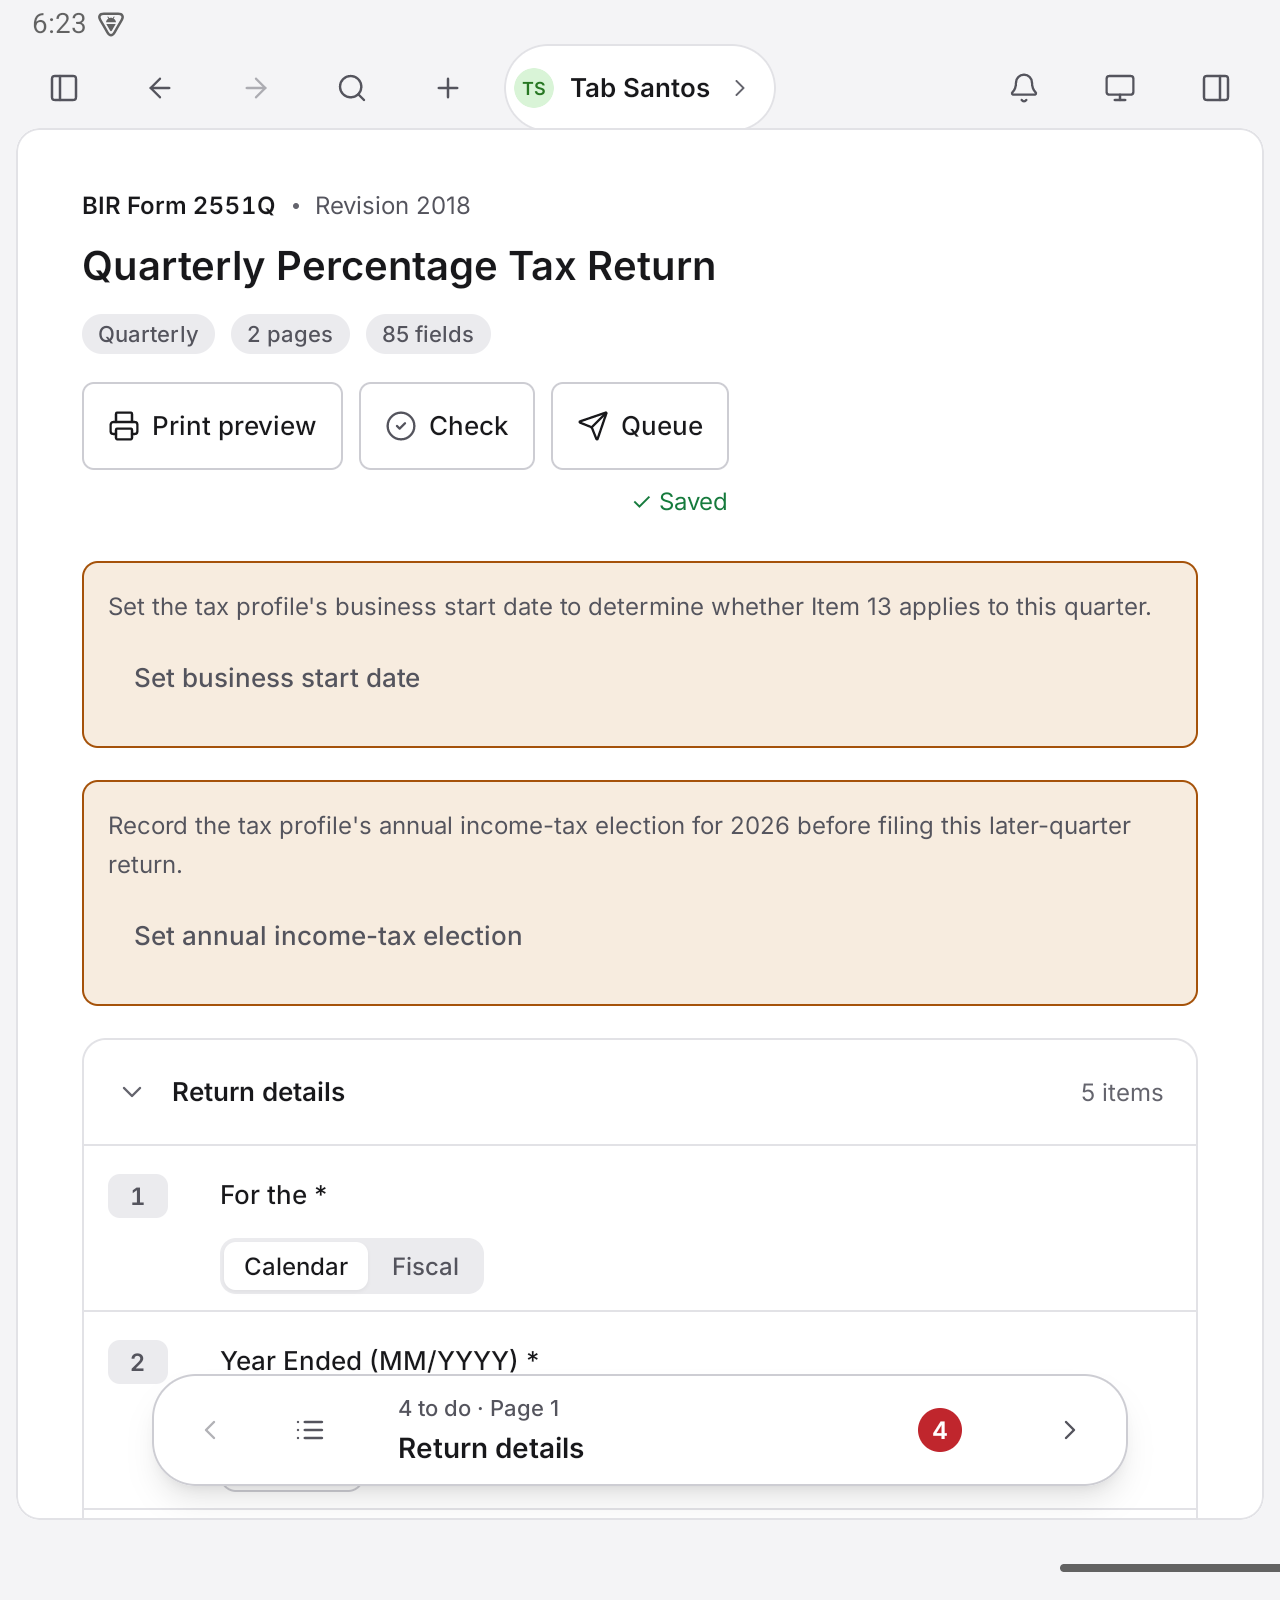 6:23
TS Tab Santos
BIR Form 2551Q • Revision 2018
Quarterly Percentage Tax Return
Quarterly 2 pages 85 fields
Print preview Check Queue
Saved
Set the tax profile's business start date to determine whether Item 13 applies to this quarter.
Set business start date
Record the tax profile's annual income-tax election for 2026 before filing this later-quarter
return.
Set annual income-tax election
Return details 5 items
1 For the *
Calendar Fiscal
2 Year Ended (MM/YYYY) *
4 to do · Page 1
Return details
4